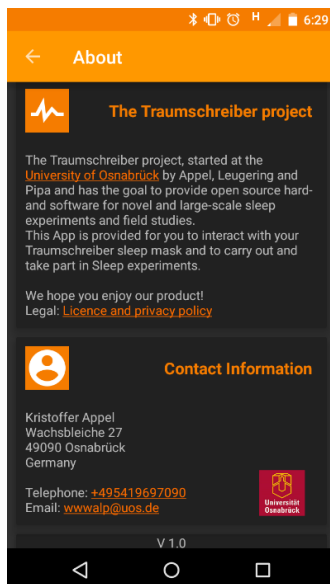 H 6:29
About
The Traumschreiber project
The Traumschreiber project, started at the
University of Osnabrück by Appel, Leugering and
Pipa and has the goal to provide open source hard-
and software for novel and large-scale sleep
experiments and field studies.
This App is provided for you to interact with your
Traumschreiber sleep mask and to carry out and
take part in Sleep experiments.
We hope you enjoy our product!
Legal: Licence and privacy policy
Contact Information
Kristoffer Appel
Wachsbleiche 27
49090 Osnabrück
Germany
Telephone: +495419697090
Email: wwwalp@uos.de
Universität
Osnabrück
V 1.0